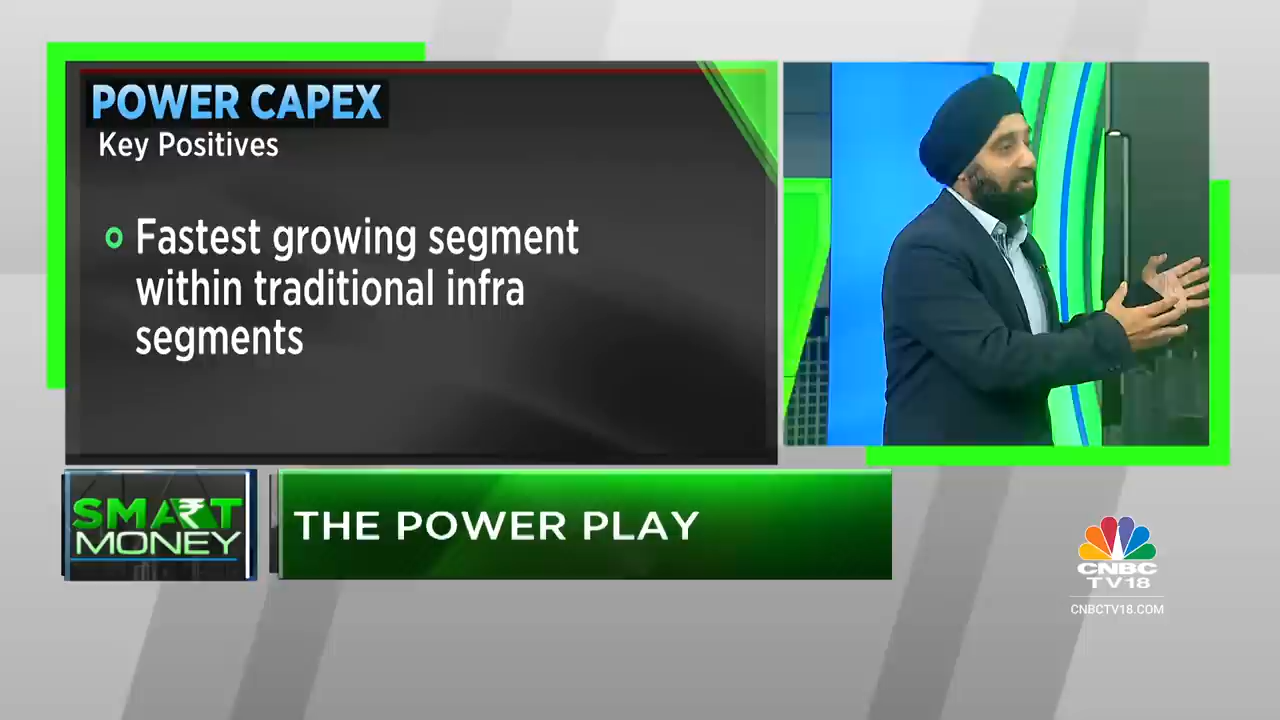 POWER CAPEX
Key Positives
Fastest growing segment
within traditional infra
segments
SMART
MONEY
THE POWER PLAY
CNBC
TV18
CNBCTV18.COM